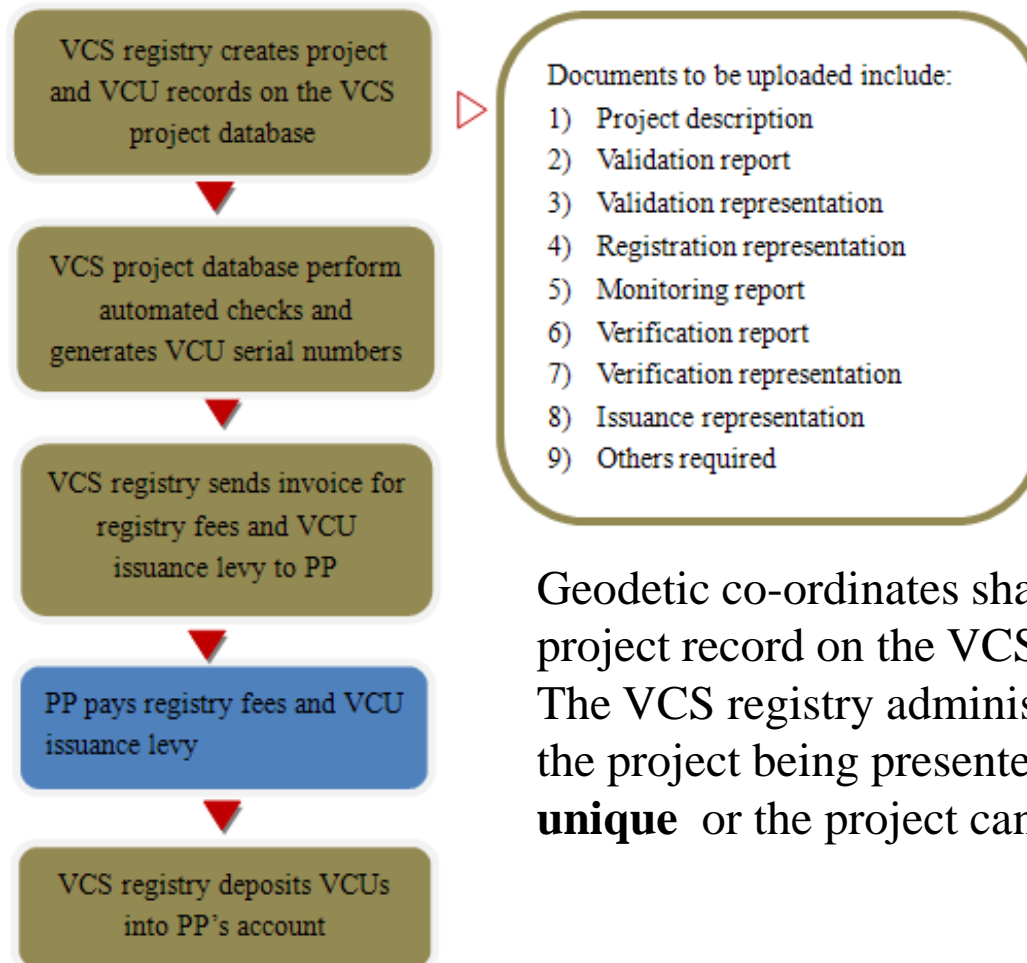 VCS registry creates project
and VCU records on the VCS
project database
Documents to be uploaded include:
1) Project description
2) Validation report
3) Validation representation
4) Registration representation
5) Monitoring report
6) Verification report
7) Verification representation
8) Issuance representation
9) Others required
VCS project database perform
automated checks and
generates VCU serial numbers
VCS registry sends invoice for
registry fees and VCU
issuance levy to PP
PP pays registry fees and VCU
issuance levy
VCS registry deposits VCUs
into PP's account
Geodetic co-ordinates sha
project record on the VCS
The VCS registry adminis
the project being presente
unique or the project can